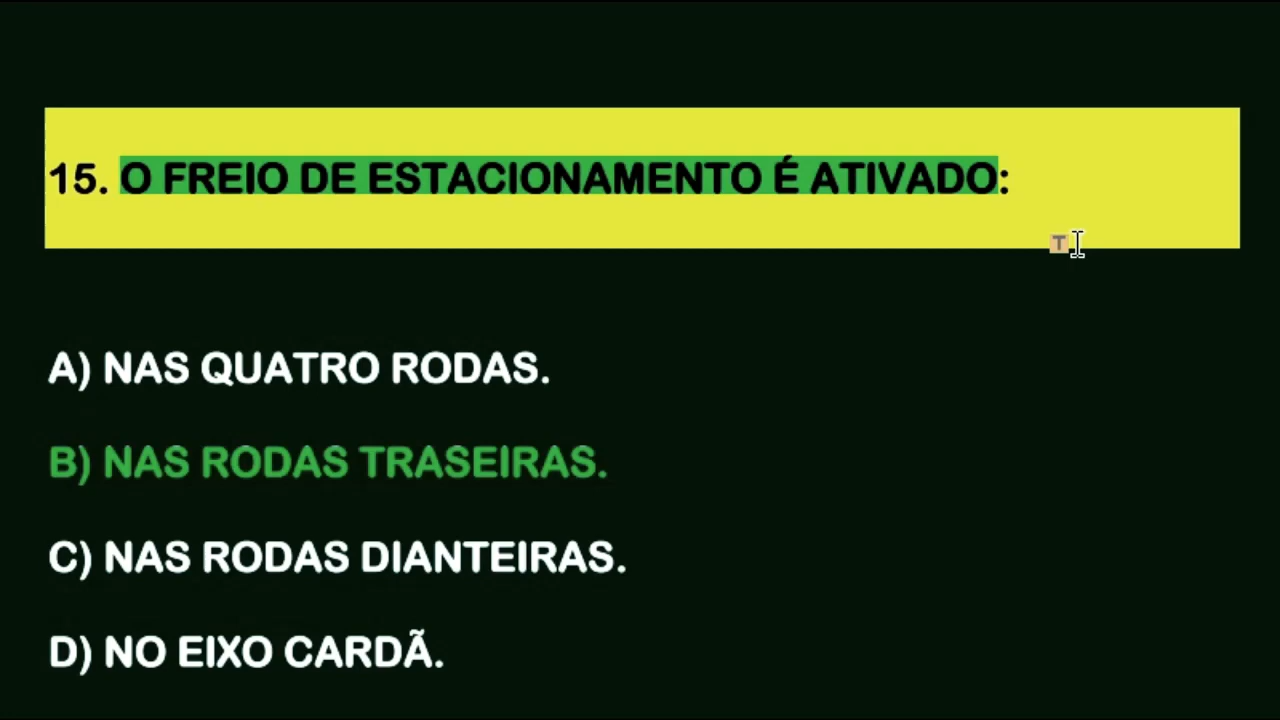 15. O FREIO DE ESTACIONAMENTO É ATIVADO:
T
A) NAS QUATRO RODAS.
B) NAS RODAS TRASEIRAS.
C) NAS RODAS DIANTEIRAS.
D) NO EIXO CARDÃ.